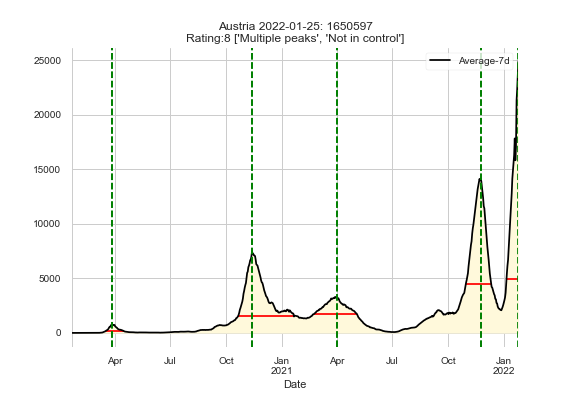 Austria 2022-01-25: 1650597
Rating:8 ['Multiple peaks', 'Not in control']
Average-7d
25000
20000
15000
10000
5000
0
Apr
Jul
Oct
Jan
2021
Apr
Jul
Oct
Jan
2022
Date